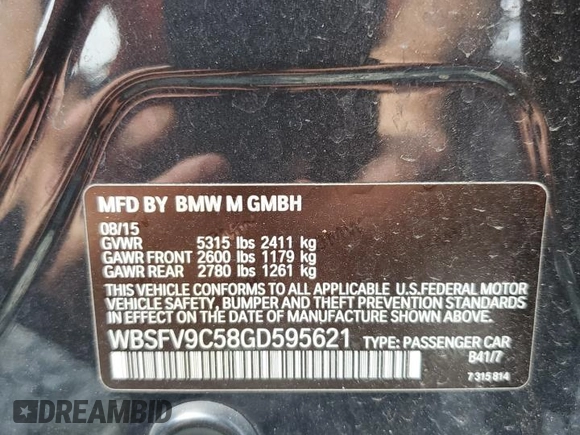 MFD BY BMW M GMBH
08/15
GVWR 5315 lbs 2411 kg
GAWR FRONT 2600 lbs 1179 kg
GAWR REAR 2780 lbs 1261 kg
THIS VEHICLE CONFORMS TO ALL APPLICABLE U.S.FEDERAL MOTOR
VEHICLE SAFETY, BUMPER AND THEFT PREVENTION STANDARDS
IN EFFECT ON THE DATE OF MANUFACTURE SHOWN ABOVE.
WBSFV9C58GD595621 TYPE: PASSENGER CAR
B41/7
7 315 814
DREAMBID